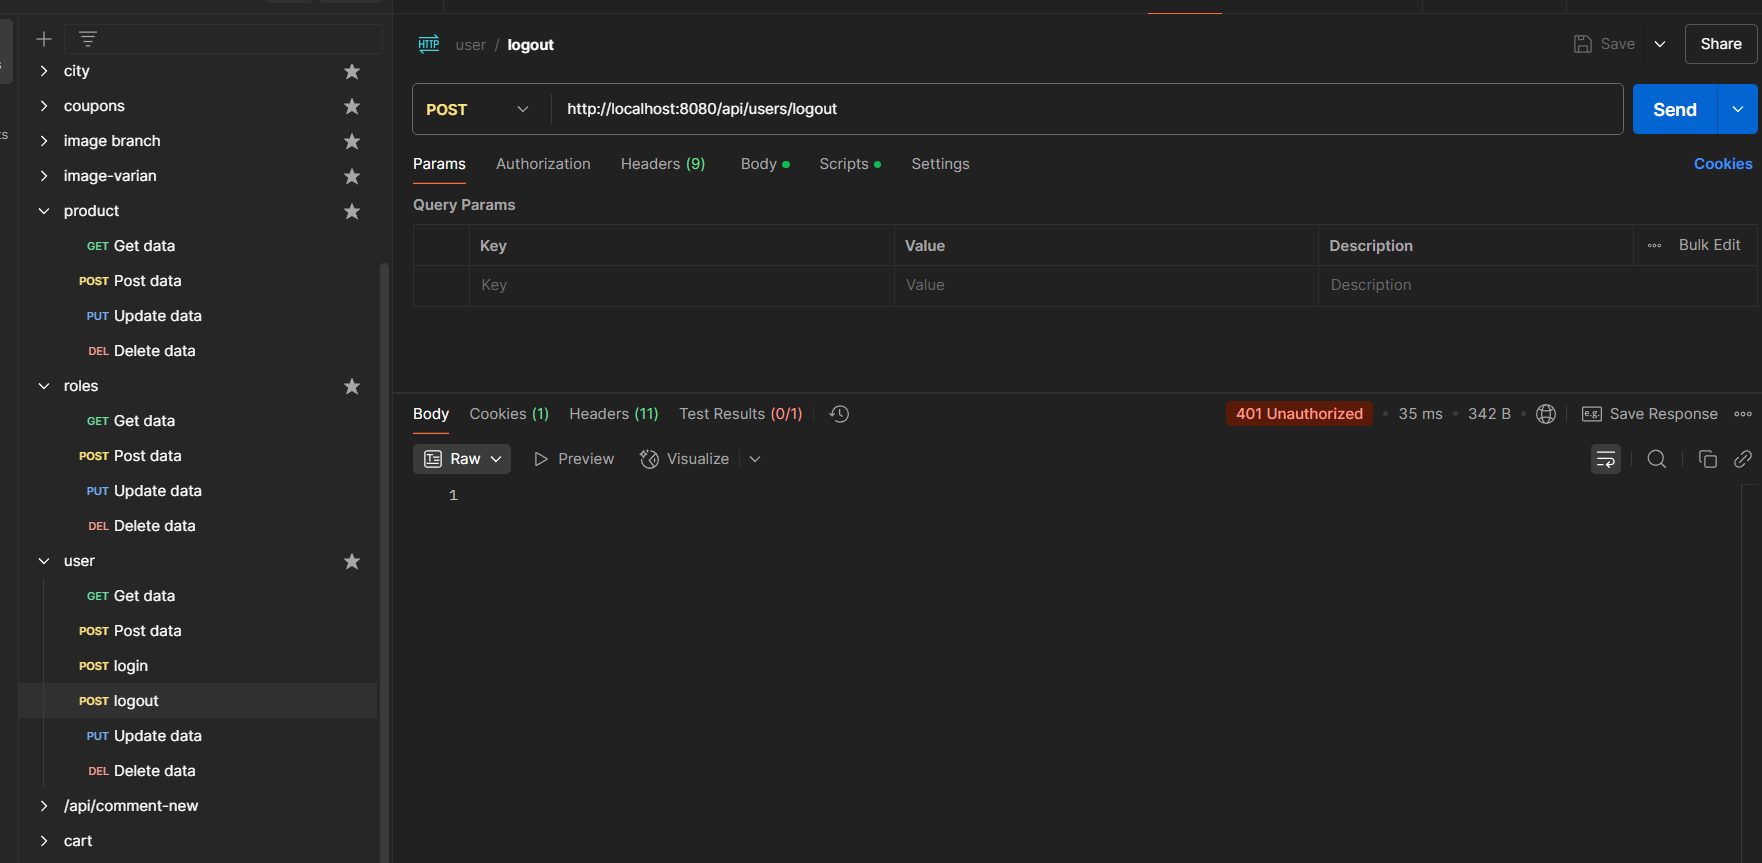 city
coupons
image branch
image-varian
product
GET Get data
POST Post data
PUT Update data
DEL Delete data
roles
GET Get data
POST Post data
PUT Update data
DEL Delete data
user
GET Get data
POST Post data
POST login
POST logout
PUT Update data
DEL Delete data
/api/comment-new
cart
HTTP user / logout
Save
Share
POST http://localhost:8080/api/users/logout
Send
Params Authorization Headers (9) Body Scripts Settings Cookies
Query Params
Key Value Description Bulk Edit
Key Value Description
Body Cookies (1) Headers (11) Test Results (0/1) 401 Unauthorized 35 ms 342 B e.g. Save Response
Raw Preview Visualize
1